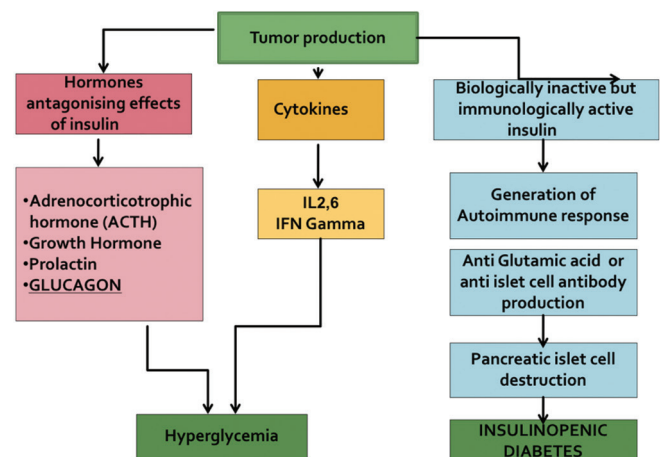 Tumor production
Hormones
antagonising effects
of insulin
Cytokines
Biologically inactive but
immunologically active
insulin
•Adrenocorticotrophic
hormone (ACTH)
•Growth Hormone
•Prolactin
•GLUCAGON
IL2,6
IFN Gamma
Generation of
Autoimmune response
Anti Glutamic acid or
anti islet cell antibody
production
Pancreatic islet cell
destruction
Hyperglycemia
INSULINOPENIC
DIABETES